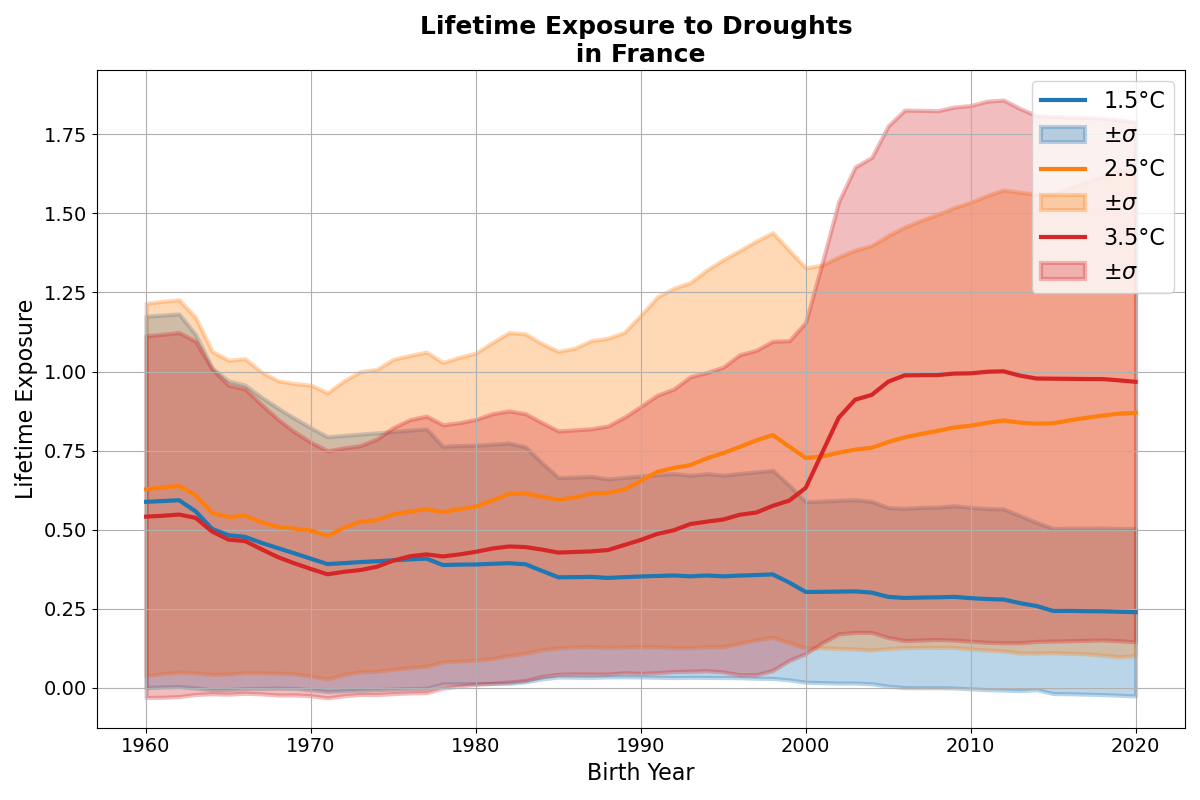 Lifetime Exposure to Droughts
in France
1.5°C
±σ
2.5°C
±σ
3.5°C
±σ
Lifetime Exposure
1.75
1.50
1.25
1.00
0.75
0.50
0.25
0.00
1960 1970 1980 1990 2000 2010 2020
Birth Year